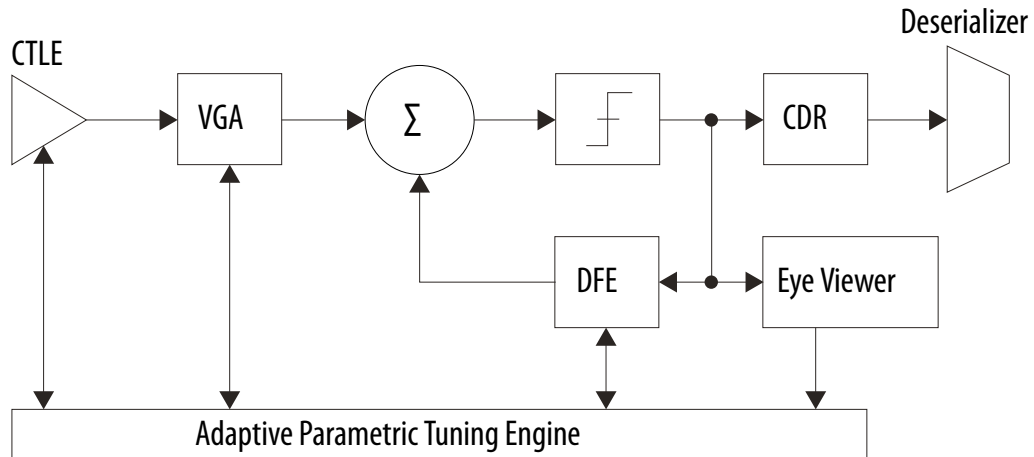 Deserializer
CTLE
VGA
Σ
CDR
DFE
Eye Viewer
Adaptive Parametric Tuning Engine